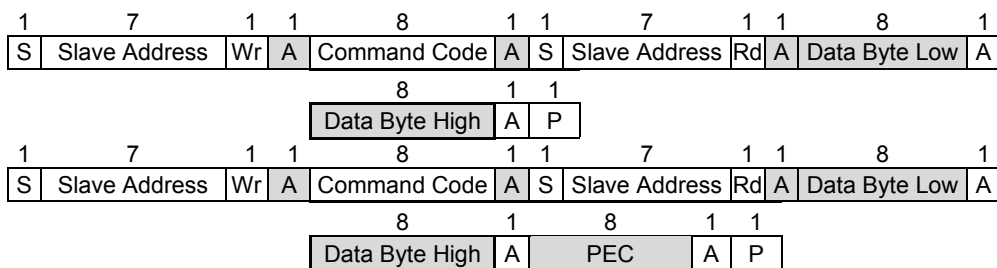 1 7 1 1 8 1 1 7 1 1 8 1
S Slave Address Wr A Command Code A S Slave Address Rd A Data Byte Low A
8 1 1
Data Byte High A P
1 7 1 1 8 1 1 7 1 1 8 1
S Slave Address Wr A Command Code A S Slave Address Rd A Data Byte Low A
8 1 8 1 1
Data Byte High A PEC A P